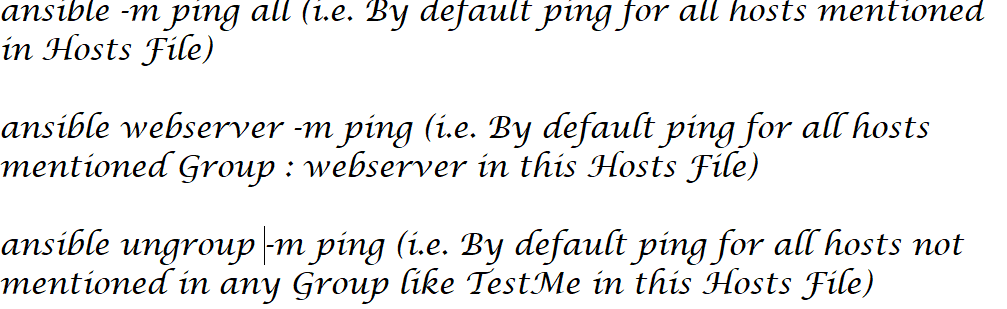 ansible -m ping all (i.e. By default ping for all hosts mentioned
in Hosts File)
ansible webserver -m ping (i.e. By default ping for all hosts
mentioned Group : webserver in this Hosts File)
ansible ungroup -m ping (i.e. By default ping for all hosts not
mentioned in any Group like TestMe in this Hosts File)